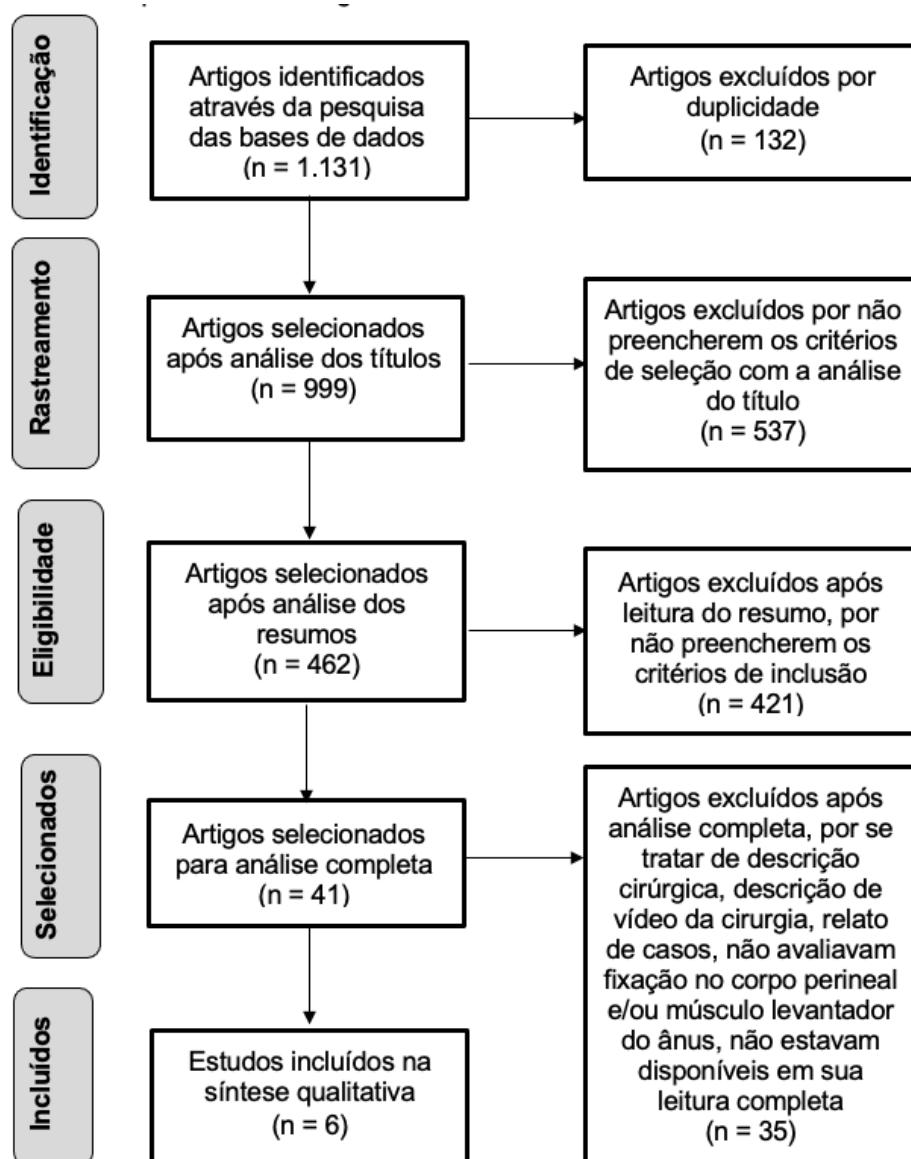 Identificação
Artigos identificados
através da pesquisa
das bases de dados
(n = 1.131)
Artigos excluídos por
duplicidade
(n = 132)
Rastreamento
Artigos selecionados
após análise dos títulos
(n = 999)
Artigos excluídos por não
preencherem os critérios
de seleção com a análise
do título
(n = 537)
Eligibilidade
Artigos selecionados
após análise dos
resumos
(n = 462)
Artigos excluídos após
leitura do resumo, por
não preencherem os
critérios de inclusão
(n = 421)
Selecionados
Artigos selecionados
para análise completa
(n = 41)
Artigos excluídos após
análise completa, por se
tratar de descrição
cirúrgica, descrição de
vídeo da cirurgia, relato
de casos, não avaliavam
fixação no corpo perineal
e/ou músculo levantador
do ânus, não estavam
disponíveis em sua
leitura completa
(n = 35)
Incluídos
Estudos incluídos na
síntese qualitativa
(n = 6)